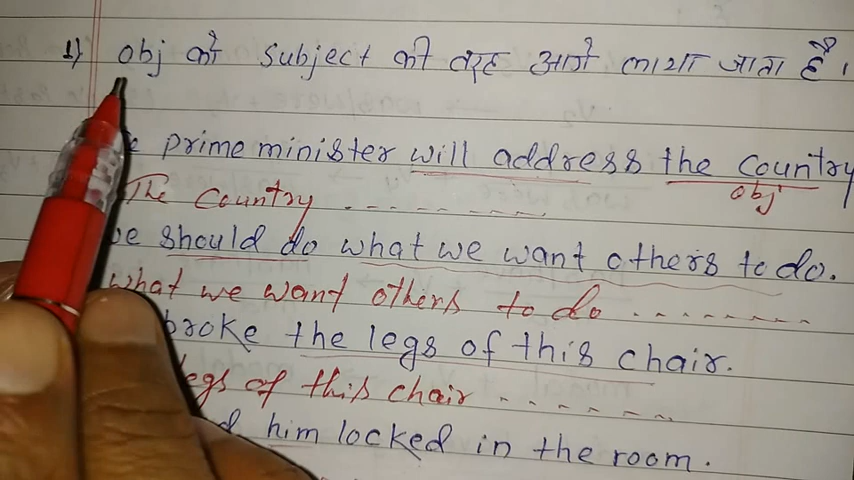 1) obj को subject की तरह आगे लाया जाता है।
prime minister will address the country
obj
The country ..........
we should do what we want others to do.
what we want others to do .........
broke the legs of this chair.
legs of this chair .......
him locked in the room.